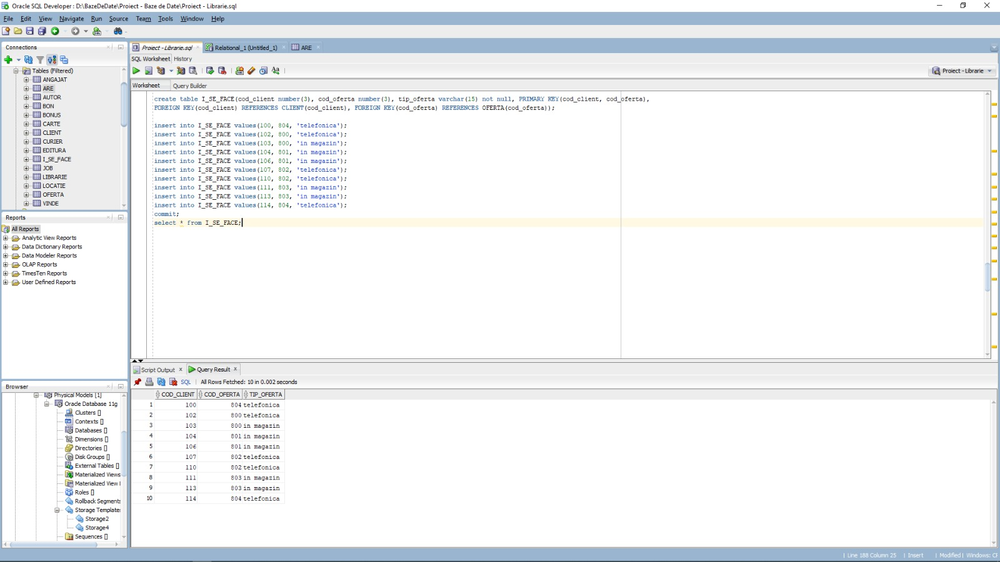 Oracle SQL Developer : D:\BazeDeDate\Proiect - Baze de Date\Proiect - Librarie.sql
File Edit View Navigate Run Source Team Tools Window Help
Connections
Tables (Filtered)
ANGAJAT
ARE
AUTOR
BON
BONUS
CARTE
CLIENT
CURIER
EDITURA
I_SE_FACE
JOB
LIBRARIE
LOCATIE
OFERTA
VINDE
Reports
All Reports
Analytic View Reports
Data Dictionary Reports
Data Modeler Reports
OLAP Reports
TimesTen Reports
User Defined Reports
Browser
Physical Models [1]
Oracle Database 11g
Clusters []
Contexts []
Databases []
Dimensions []
Directories []
Disk Groups []
External Tables []
Materialized Views
Materialized View
Roles []
Rollback Segments
Storage Template
Storage2
Storage4
Sequences []
Proiect - Librarie.sql Relational_1 (Untitled_1) ARE
SQL Worksheet History
Proiect - Librarie
Worksheet Query Builder
create table I_SE_FACE(cod_client number(3), cod_oferta number(3), tip_oferta varchar(15) not null, PRIMARY KEY(cod_client, cod_oferta),
FOREIGN KEY(cod_client) REFERENCES CLIENT(cod_client), FOREIGN KEY(cod_oferta) REFERENCES OFERTA(cod_oferta));
insert into I_SE_FACE values(100, 804, 'telefonica');
insert into I_SE_FACE values(102, 800, 'telefonica');
insert into I_SE_FACE values(103, 800, 'in magazin');
insert into I_SE_FACE values(104, 801, 'in magazin');
insert into I_SE_FACE values(106, 801, 'in magazin');
insert into I_SE_FACE values(107, 802, 'telefonica');
insert into I_SE_FACE values(110, 802, 'telefonica');
insert into I_SE_FACE values(111, 803, 'in magazin');
insert into I_SE_FACE values(113, 803, 'in magazin');
insert into I_SE_FACE values(114, 804, 'telefonica');
commit;
select * from I_SE_FACE;
Script Output Query Result
SQL All Rows Fetched: 10 in 0.002 seconds
COD_CLIENT COD_OFERTA TIP_OFERTA
1 100 804 telefonica
2 102 800 telefonica
3 103 800 in magazin
4 104 801 in magazin
5 106 801 in magazin
6 107 802 telefonica
7 110 802 telefonica
8 111 803 in magazin
9 113 803 in magazin
10 114 804 telefonica
Line 188 Column 25 | Insert | Modified | Windows: CF